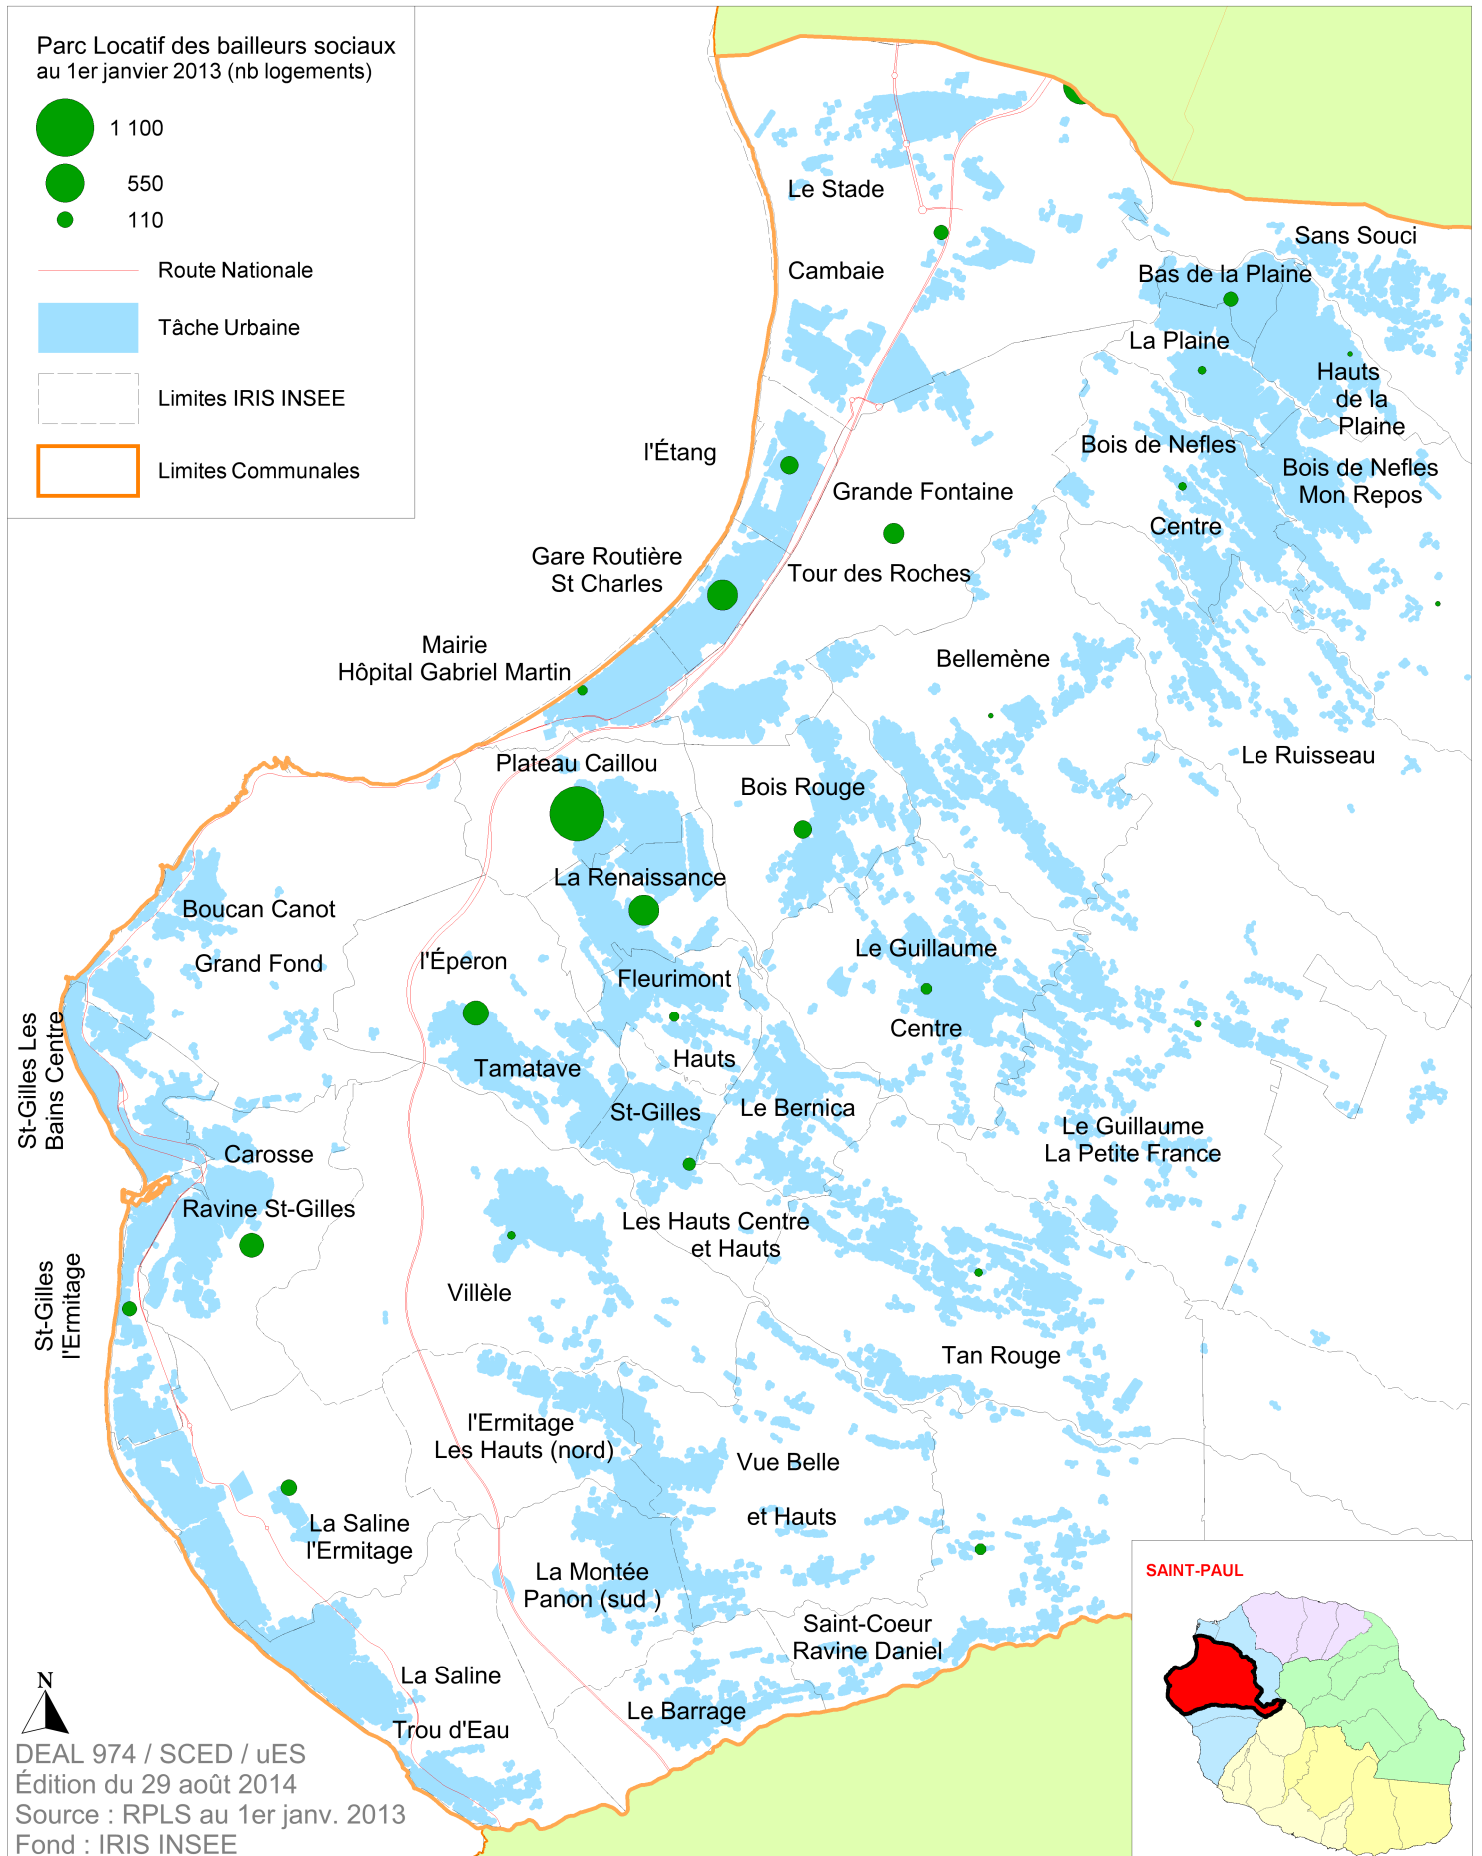 Parc Locatif des bailleurs sociaux
au 1er janvier 2013 (nb logements)
1 100
550
110
Route Nationale
Tâche Urbaine
Limites IRIS INSEE
Limites Communales
Le Stade
Cambaie
Sans Souci
Bas de la Plaine
La Plaine
Hauts
de la
Plaine
Bois de Nefles
Centre
Bois de Nefles
Mon Repos
l'Étang
Grande Fontaine
Tour des Roches
Gare Routière
St Charles
Mairie
Hôpital Gabriel Martin
Bellemène
Le Ruisseau
Plateau Caillou
Bois Rouge
La Renaissance
Boucan Canot
Grand Fond
l'Éperon
Tamatave
Fleurimont
Hauts
Le Guillaume
Centre
St-Gilles Les
Bains Centre
St-Gilles
Le Bernica
Le Guillaume
La Petite France
Carosse
Ravine St-Gilles
Les Hauts Centre
et Hauts
St-Gilles
l'Ermitage
Villèle
Tan Rouge
l'Ermitage
Les Hauts (nord)
Vue Belle
et Hauts
La Saline
l'Ermitage
La Montée
Panon (sud )
Saint-Coeur
Ravine Daniel
La Saline
Trou d'Eau
Le Barrage
SAINT-PAUL
N
DEAL 974 / SCED / uES
Édition du 29 août 2014
Source : RPLS au 1er janv. 2013
Fond : IRIS INSEE